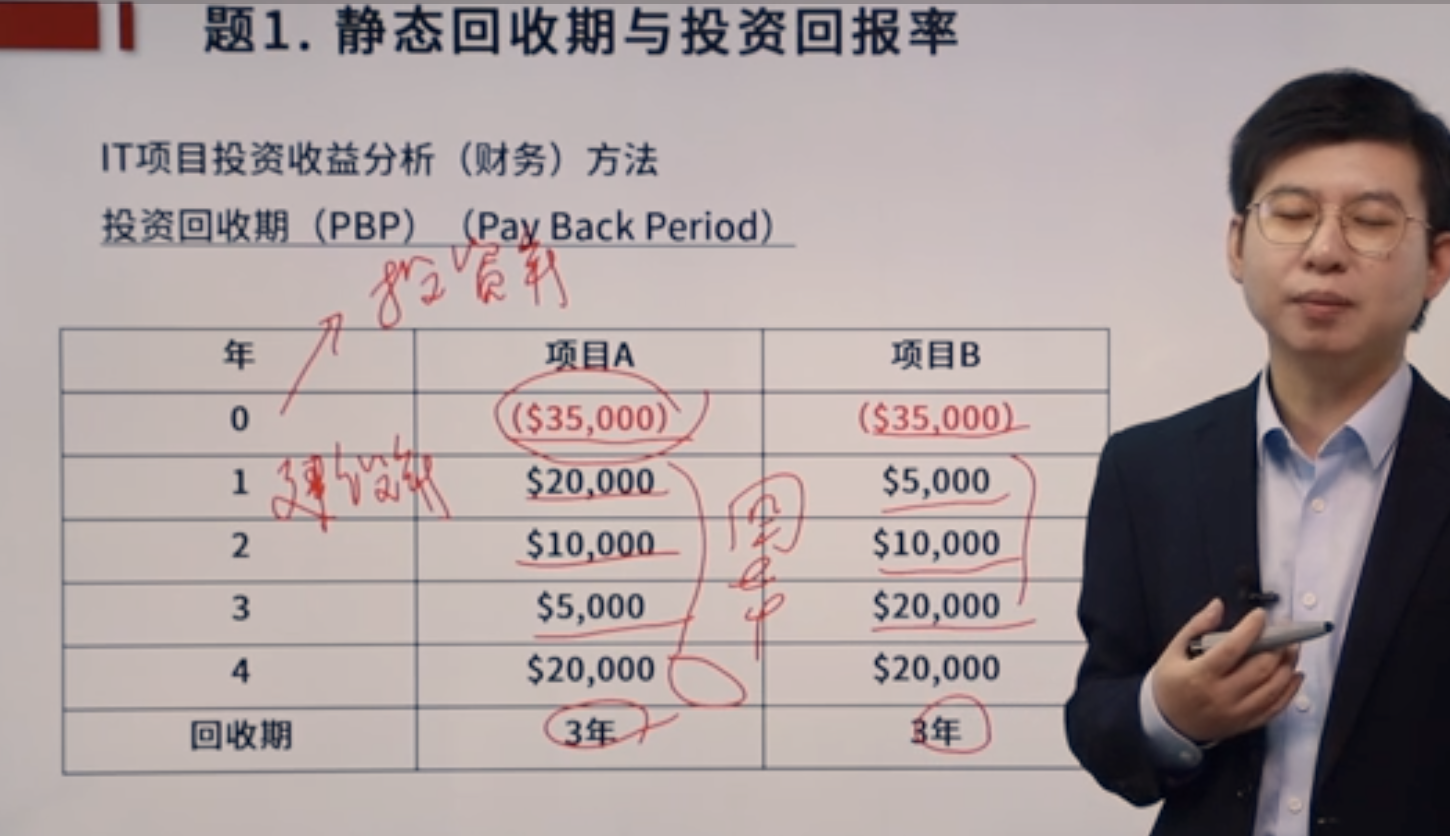 题1. 静态回收期与投资回报率
IT项目投资收益分析（财务）方法
投资回收期（PBP）（Pay Back Period）
投资期
年 项目A 项目B
0 ($35,000) ($35,000)
建设期
1 $20,000 $5,000
2 $10,000 $10,000
3 $5,000 $20,000
4 $20,000 $20,000
回收期 3年 3年